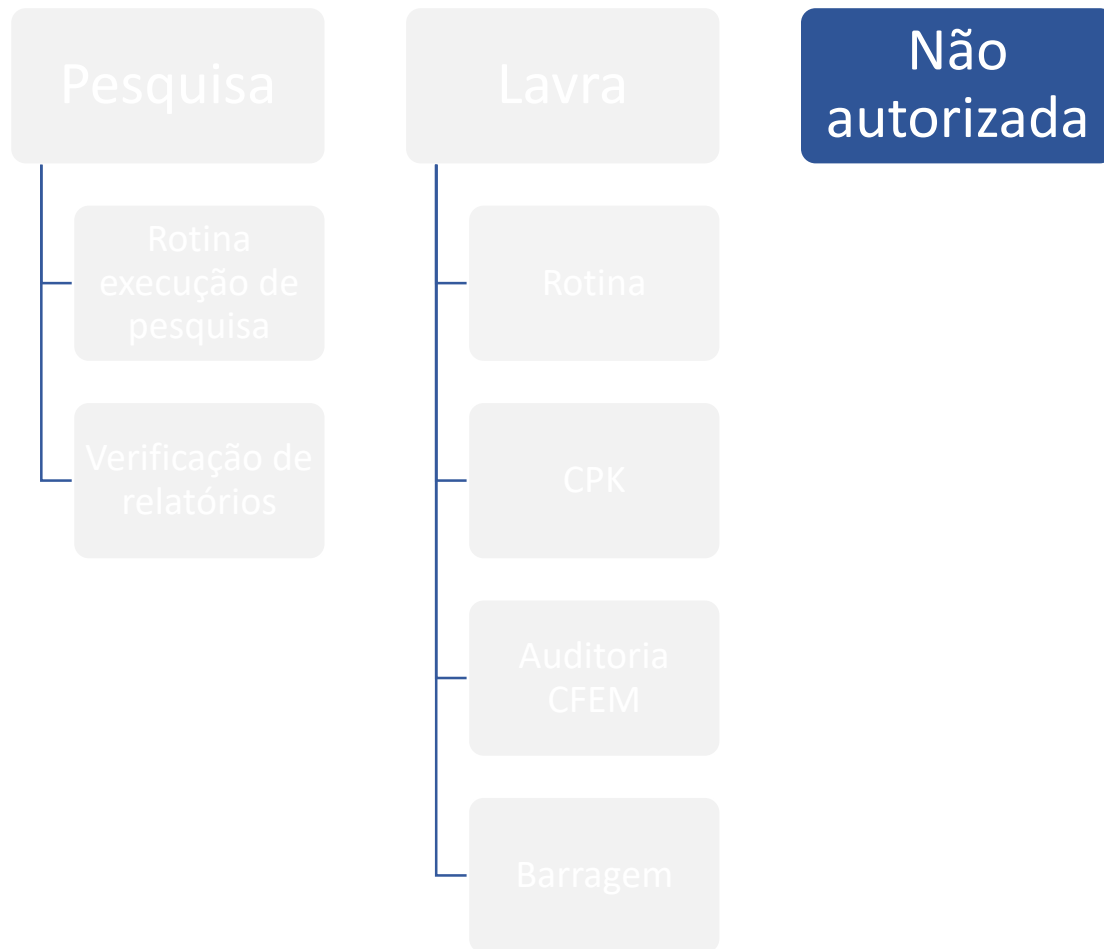 Pesquisa
Rotina
execução de
pesquisa
Verificação de
relatórios
Lavra
Rotina
CPK
Auditoria
CFEM
Barragem
Não
autorizada